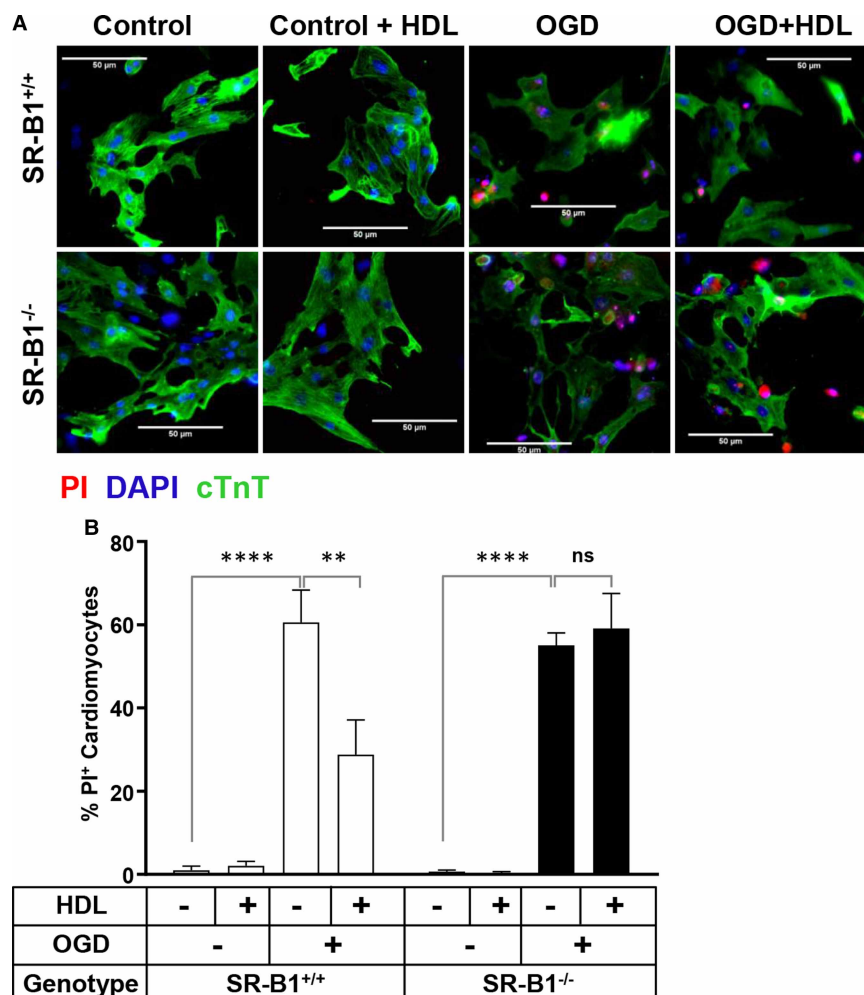 A
Control Control + HDL OGD OGD+HDL
SR-B1+/+
50 µm 50 µm 50 µm 50 µm
SR-B1-/-
50 µm 50 µm 50 µm 50 µm
PI DAPI cTnT
B
% PI+ Cardiomyocytes
80
60
40
20
0
**** ** **** ns
HDL - + - + - + - +
OGD - + - +
Genotype SR-B1+/+ SR-B1-/-